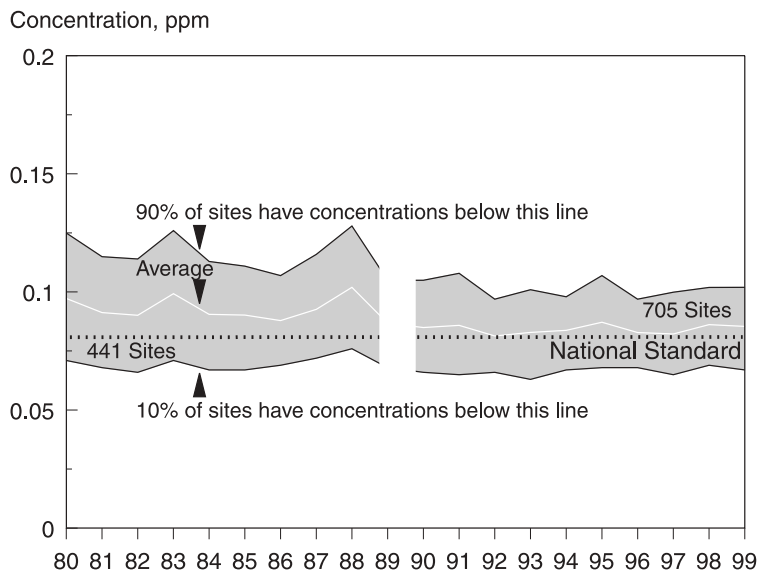 Concentration, ppm
0.2
0.15
90% of sites have concentrations below this line
Average
0.1
705 Sites
441 Sites
National Standard
0.05
10% of sites have concentrations below this line
0
80 81 82 83 84 85 86 87 88 89 90 91 92 93 94 95 96 97 98 99